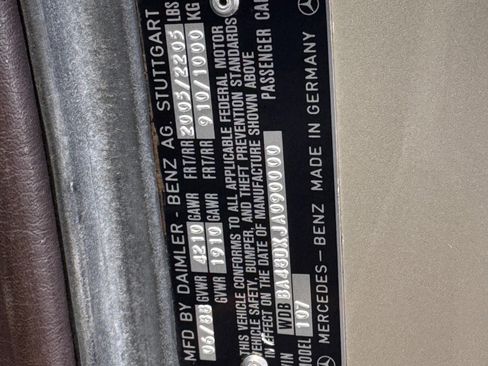 MFD BY DAIMLER - BENZ AG. STUTTGART
05/88 GVWR 4210 GAWR FRT/RR 2005/2205 LBS
GVWR 1910 GAWR FRT/RR 910/1000 KG
THIS VEHICLE CONFORMS TO ALL APPLICABLE FEDERAL MOTOR
VEHICLE SAFETY, BUMPER, AND THEFT PREVENTION STANDARDS
IN EFFECT ON THE DATE OF MANUFACTURE SHOWN ABOVE
PASSENGER CAR
VIN WDB BA48DXJA090000
MODEL 107
MERCEDES-BENZ MADE IN GERMANY